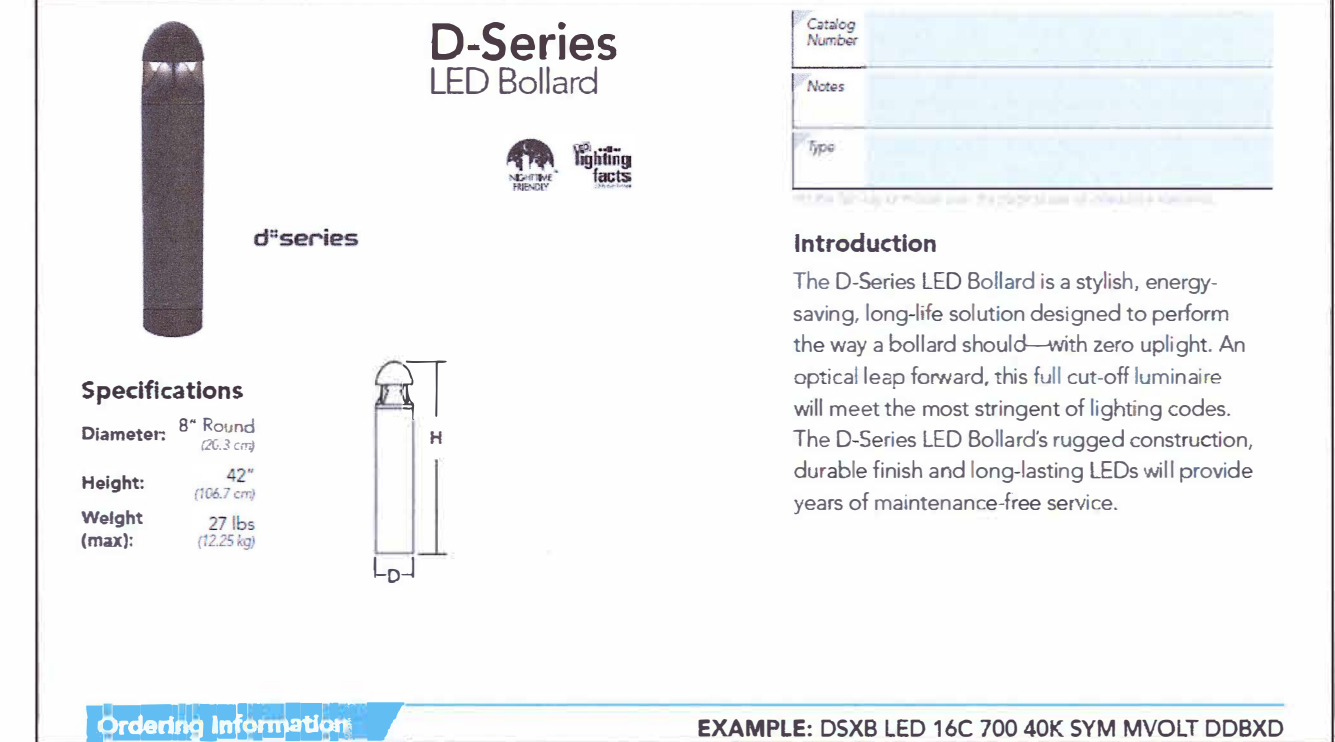 D-Series
LED Bollard
Catalog
Number
Notes
Type
NIGHTTIME
FRIENDLY
LED
lighting
facts
d"series
Introduction
The D-Series LED Bollard is a stylish, energy-
saving, long-life solution designed to perform
the way a bollard should—with zero uplight. An
optical leap forward, this full cut-off luminaire
will meet the most stringent of lighting codes.
The D-Series LED Bollard's rugged construction,
durable finish and long-lasting LEDs will provide
years of maintenance-free service.
Specifications
Diameter: 8" Round
(20.3 cm)
Height: 42"
(106.7 cm)
Weight
(max): 27 lbs
(12.25 kg)
H
D
Ordering Information
EXAMPLE: DSXB LED 16C 700 40K SYM MVOLT DDBXD